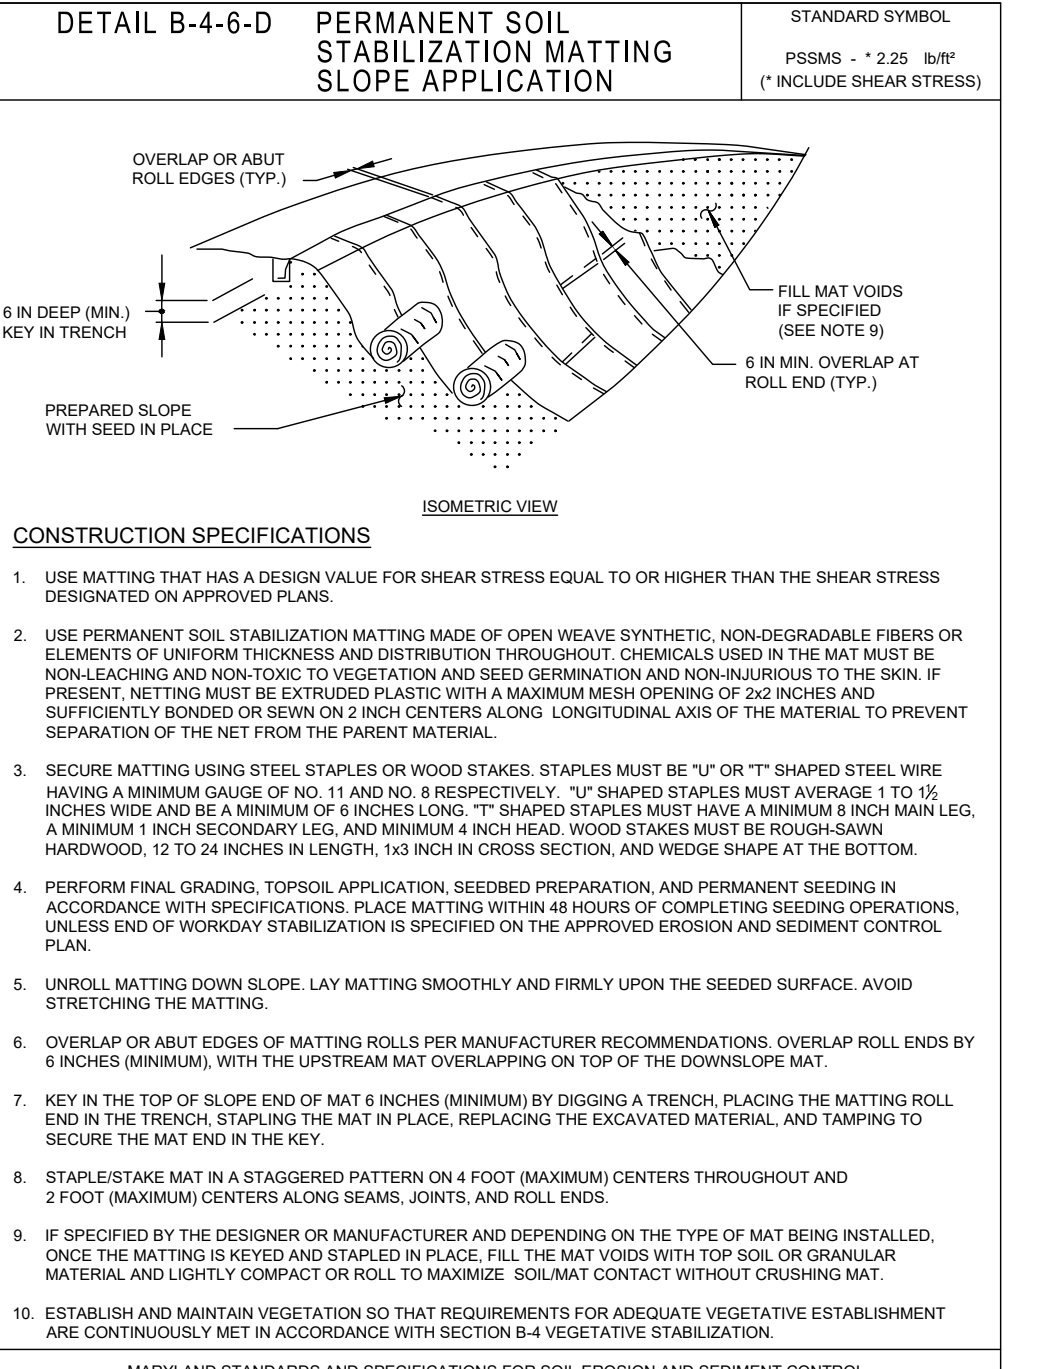 DETAIL B-4-6-D PERMANENT SOIL
STABILIZATION MATTING
SLOPE APPLICATION
STANDARD SYMBOL
PSSMS - * 2.25 lb/ft²
(* INCLUDE SHEAR STRESS)
OVERLAP OR ABUT
ROLL EDGES (TYP.)
6 IN DEEP (MIN.)
KEY IN TRENCH
FILL MAT VOIDS
IF SPECIFIED
(SEE NOTE 9)
6 IN MIN. OVERLAP AT
ROLL END (TYP.)
PREPARED SLOPE
WITH SEED IN PLACE
ISOMETRIC VIEW
CONSTRUCTION SPECIFICATIONS
1. USE MATTING THAT HAS A DESIGN VALUE FOR SHEAR STRESS EQUAL TO OR HIGHER THAN THE SHEAR STRESS
DESIGNATED ON APPROVED PLANS.
2. USE PERMANENT SOIL STABILIZATION MATTING MADE OF OPEN WEAVE SYNTHETIC, NON-DEGRADABLE FIBERS OR
ELEMENTS OF UNIFORM THICKNESS AND DISTRIBUTION THROUGHOUT. CHEMICALS USED IN THE MAT MUST BE
NON-LEACHING AND NON-TOXIC TO VEGETATION AND SEED GERMINATION AND NON-INJURIOUS TO THE SKIN. IF
PRESENT, NETTING MUST BE EXTRUDED PLASTIC WITH A MAXIMUM MESH OPENING OF 2x2 INCHES AND
SUFFICIENTLY BONDED OR SEWN ON 2 INCH CENTERS ALONG LONGITUDINAL AXIS OF THE MATERIAL TO PREVENT
SEPARATION OF THE NET FROM THE PARENT MATERIAL.
3. SECURE MATTING USING STEEL STAPLES OR WOOD STAKES. STAPLES MUST BE "U" OR "T" SHAPED STEEL WIRE
HAVING A MINIMUM GAUGE OF NO. 11 AND NO. 8 RESPECTIVELY. "U" SHAPED STAPLES MUST AVERAGE 1 TO 1½
INCHES WIDE AND BE A MINIMUM OF 6 INCHES LONG. "T" SHAPED STAPLES MUST HAVE A MINIMUM 8 INCH MAIN LEG,
A MINIMUM 1 INCH SECONDARY LEG, AND MINIMUM 4 INCH HEAD. WOOD STAKES MUST BE ROUGH-SAWN
HARDWOOD, 12 TO 24 INCHES IN LENGTH, 1x3 INCH IN CROSS SECTION, AND WEDGE SHAPE AT THE BOTTOM.
4. PERFORM FINAL GRADING, TOPSOIL APPLICATION, SEEDBED PREPARATION, AND PERMANENT SEEDING IN
ACCORDANCE WITH SPECIFICATIONS. PLACE MATTING WITHIN 48 HOURS OF COMPLETING SEEDING OPERATIONS,
UNLESS END OF WORKDAY STABILIZATION IS SPECIFIED ON THE APPROVED EROSION AND SEDIMENT CONTROL
PLAN.
5. UNROLL MATTING DOWN SLOPE. LAY MATTING SMOOTHLY AND FIRMLY UPON THE SEEDED SURFACE. AVOID
STRETCHING THE MATTING.
6. OVERLAP OR ABUT EDGES OF MATTING ROLLS PER MANUFACTURER RECOMMENDATIONS. OVERLAP ROLL ENDS BY
6 INCHES (MINIMUM), WITH THE UPSTREAM MAT OVERLAPPING ON TOP OF THE DOWNSLOPE MAT.
7. KEY IN THE TOP OF SLOPE END OF MAT 6 INCHES (MINIMUM) BY DIGGING A TRENCH, PLACING THE MATTING ROLL
END IN THE TRENCH, STAPLING THE MAT IN PLACE, REPLACING THE EXCAVATED MATERIAL, AND TAMPING TO
SECURE THE MAT END IN THE KEY.
8. STAPLE/STAKE MAT IN A STAGGERED PATTERN ON 4 FOOT (MAXIMUM) CENTERS THROUGHOUT AND
2 FOOT (MAXIMUM) CENTERS ALONG SEAMS, JOINTS, AND ROLL ENDS.
9. IF SPECIFIED BY THE DESIGNER OR MANUFACTURER AND DEPENDING ON THE TYPE OF MAT BEING INSTALLED,
ONCE THE MATTING IS KEYED AND STAPLED IN PLACE, FILL THE MAT VOIDS WITH TOP SOIL OR GRANULAR
MATERIAL AND LIGHTLY COMPACT OR ROLL TO MAXIMIZE SOIL/MAT CONTACT WITHOUT CRUSHING MAT.
10. ESTABLISH AND MAINTAIN VEGETATION SO THAT REQUIREMENTS FOR ADEQUATE VEGETATIVE ESTABLISHMENT
ARE CONTINUOUSLY MET IN ACCORDANCE WITH SECTION B-4 VEGETATIVE STABILIZATION.
MARYLAND STANDARDS AND SPECIFICATIONS FOR SOIL EROSION AND SEDIMENT CONTROL